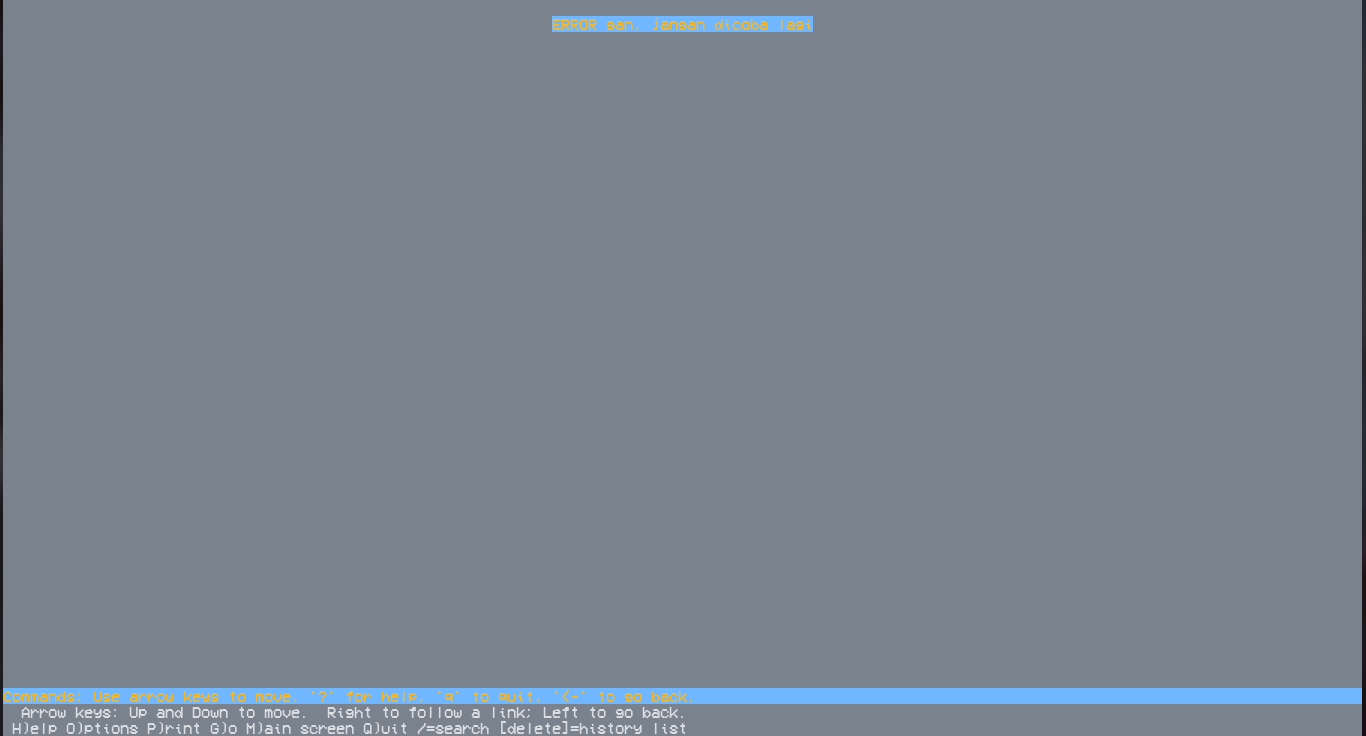 ERROR gan, jangan dicoba lagi
Commands: Use arrow keys to move, '?' for help, 'q' to quit, '<-' to go back.
Arrow keys: Up and Down to move.  Right to follow a link; Left to go back.
H)elp O)ptions P)rint G)o M)ain screen Q)uit /=search [delete]=history list